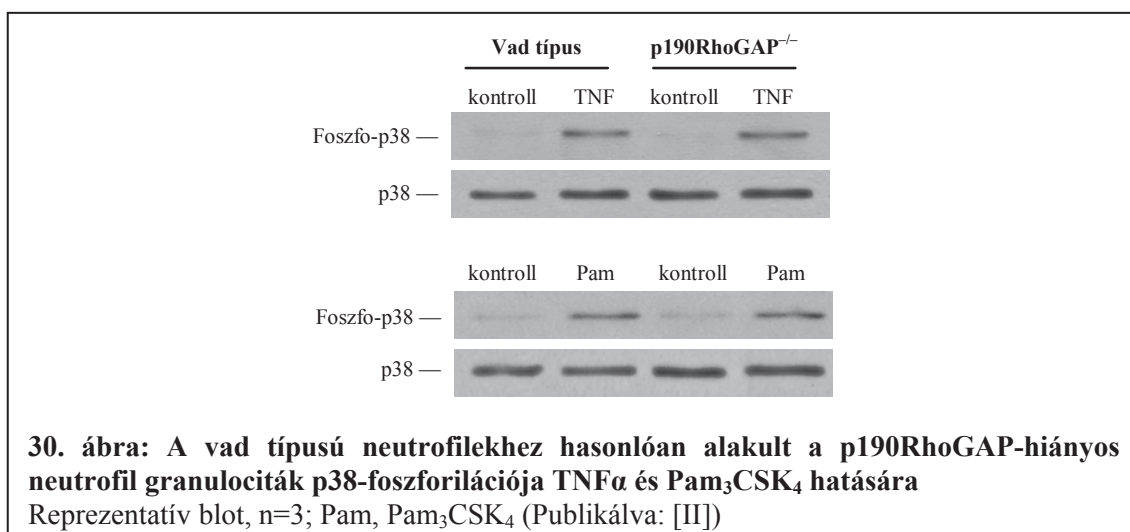 Vad típus p190RhoGAP–/–
kontroll TNF kontroll TNF
Foszfo-p38 —
p38 —
kontroll Pam kontroll Pam
Foszfo-p38 —
p38 —
30. ábra: A vad típusú neutrofilekhez hasonlóan alakult a p190RhoGAP-hiányos
neutrofil granulociták p38-foszforilációja TNFα és Pam₃CSK₄ hatására
Reprezentatív blot, n=3; Pam, Pam₃CSK₄ (Publikálva: [II])